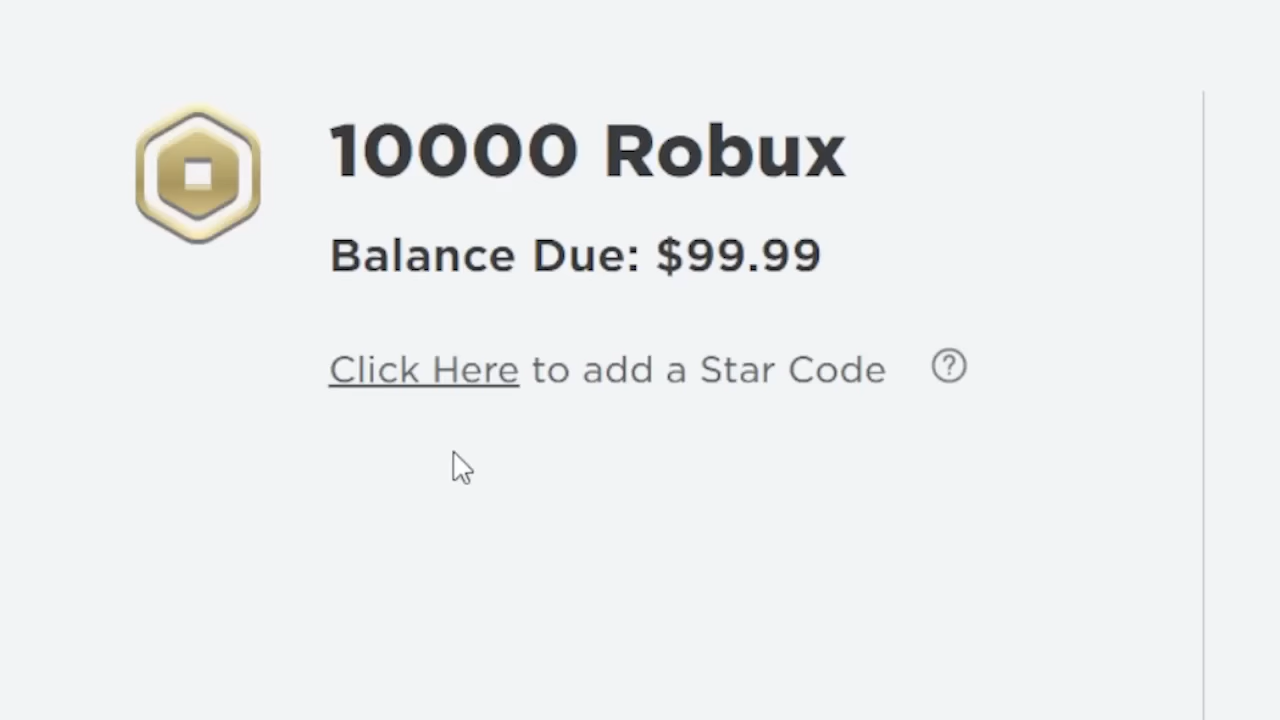 10000 Robux
Balance Due: $99.99
Click Here to add a Star Code ?